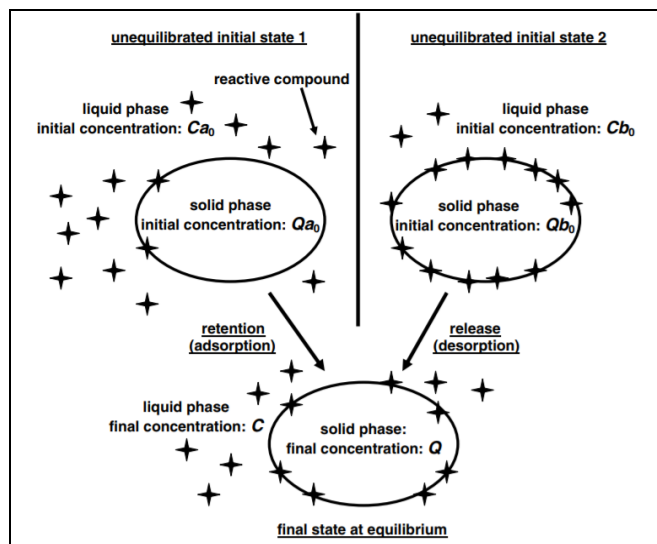 unequilibrated initial state 1
unequilibrated initial state 2
reactive compound
liquid phase
initial concentration: Ca₀
liquid phase
initial concentration: Cb₀
solid phase
initial concentration: Qa₀
solid phase
initial concentration: Qb₀
retention
(adsorption)
release
(desorption)
liquid phase
final concentration: C
solid phase:
final concentration: Q
final state at equilibrium